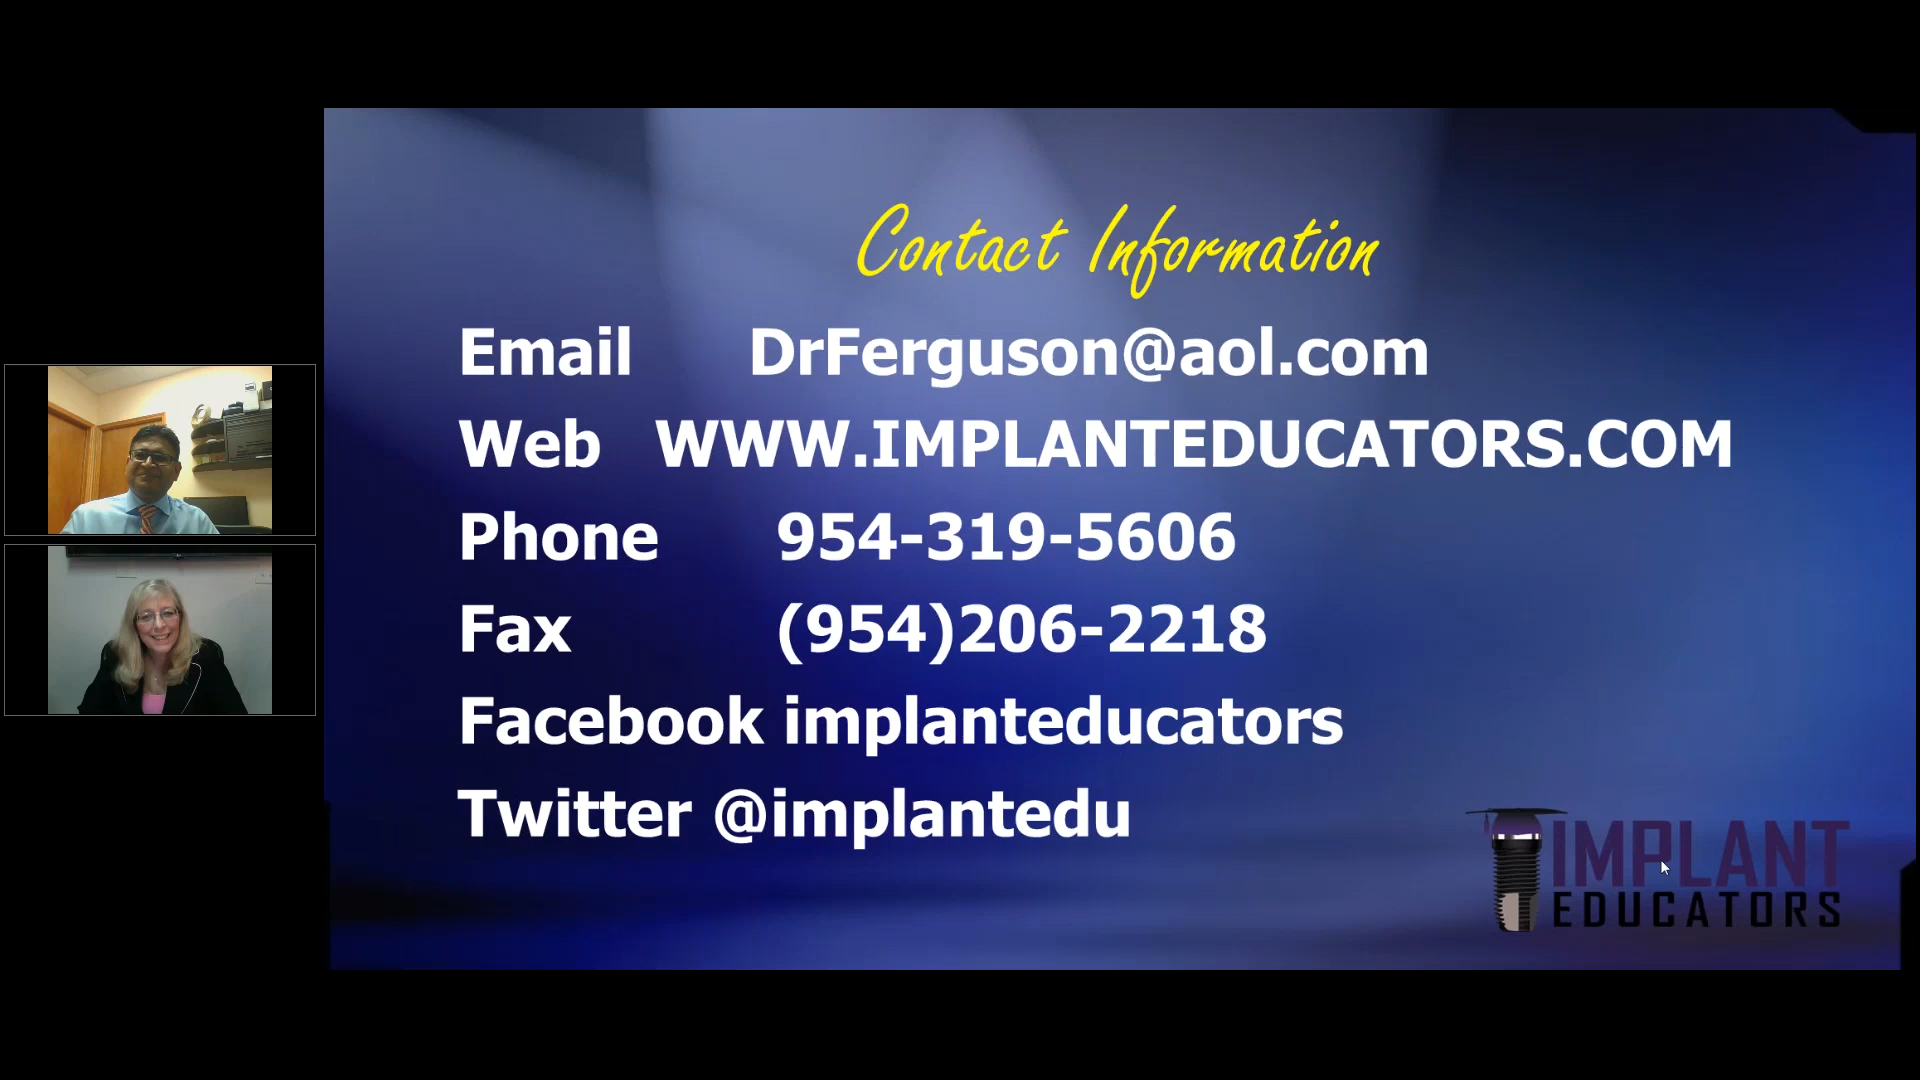 Contact Information
Email DrFerguson@aol.com
Web WWW.IMPLANTEDUCATORS.COM
Phone 954-319-5606
Fax (954)206-2218
Facebook implanteducators
Twitter @implantedu
IMPLANT
EDUCATORS